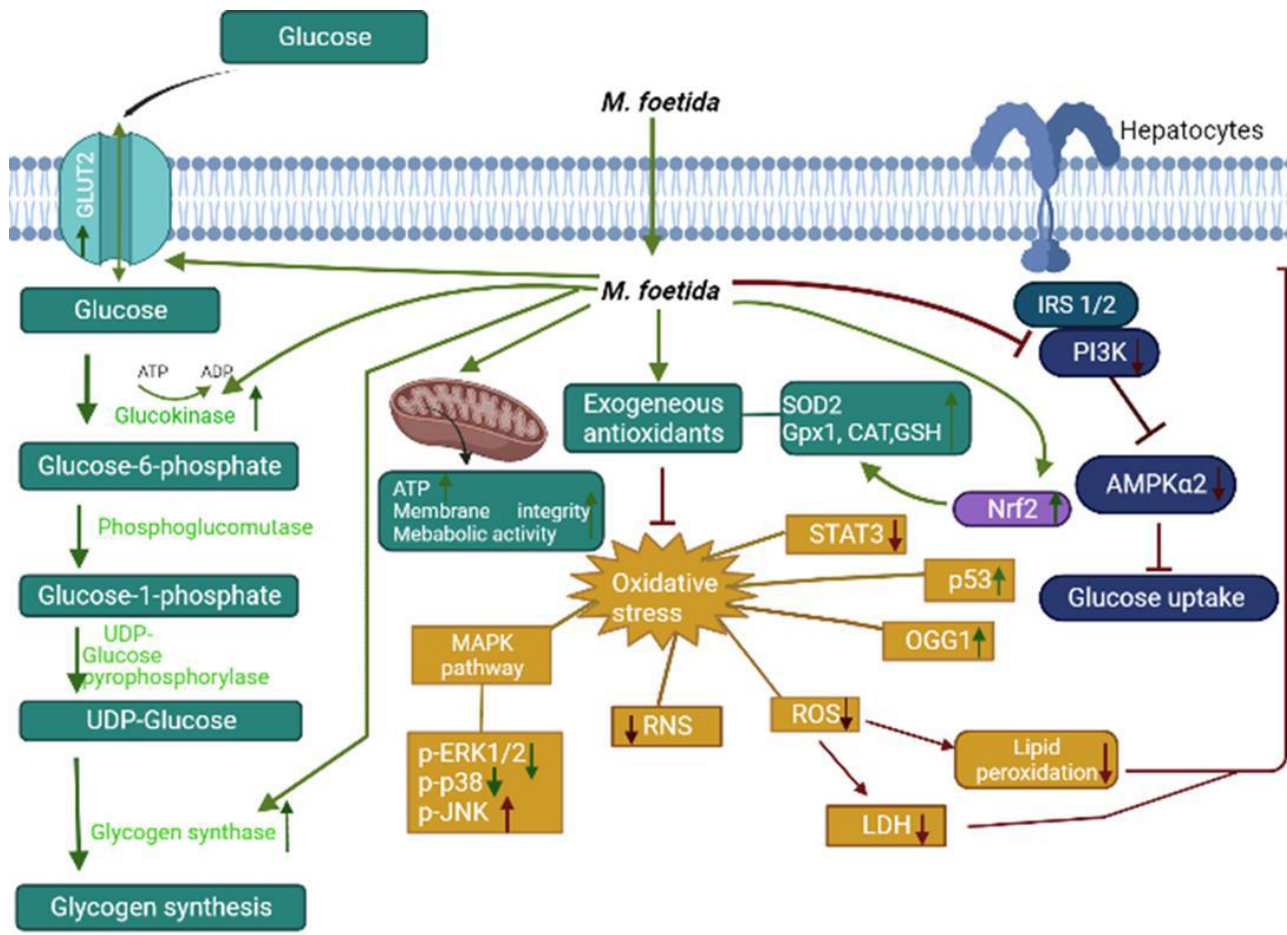 Glucose
M. foetida
Hepatocytes
GLUT2
Glucose
M. foetida
IRS 1/2
PI3K
ATP
ADP
Glucokinase
Exogeneous
antioxidants
SOD2
Gpx1, CAT,GSH
Glucose-6-phosphate
ATP
Membrane integrity
Mebabolic activity
Nrf2
AMPKα2
Phosphoglucomutase
STAT3
Oxidative
stress
p53
Glucose-1-phosphate
Glucose uptake
UDP-
Glucose
pyrophosphorylase
MAPK
pathway
OGG1
UDP-Glucose
RNS
ROS
p-ERK1/2
p-p38
p-JNK
Lipid
peroxidation
Glycogen synthase
LDH
Glycogen synthesis